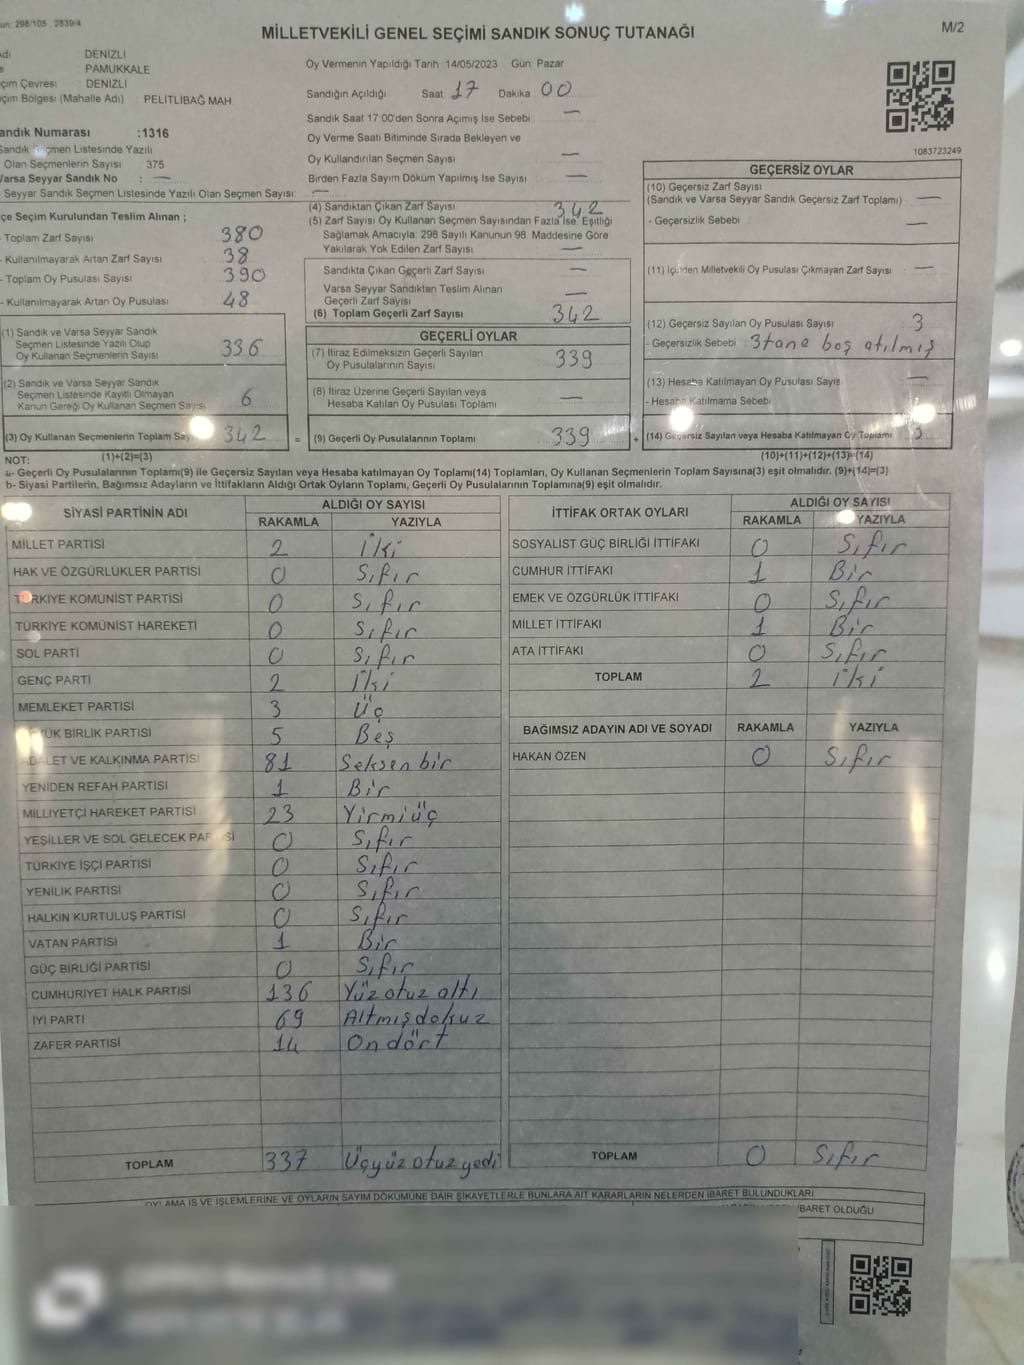 un: 298/105 , 2839/4
MİLLETVEKİLİ GENEL SEÇİMİ SANDIK SONUÇ TUTANAĞI
M/2
DENİZLİ
PAMUKKALE
çim Çevresi DENİZLİ
çim Bölgesi (Mahalle Adı) PELİTLİBAĞ MAH.
andık Numarası :1316
Sandık Seçmen Listesinde Yazılı
Olan Seçmenlerin Sayısı 375
Varsa Seyyar Sandık No : —
Seyyar Sandık Seçmen Listesinde Yazılı Olan Seçmen Sayısı: —
çe Seçim Kurulundan Teslim Alınan ;
- Toplam Zarf Sayısı 380
- Kullanılmayarak Artan Zarf Sayısı 38
- Toplam Oy Pusulası Sayısı 390
- Kullanılmayarak Artan Oy Pusulası 48
(1) Sandık ve Varsa Seyyar Sandık
Seçmen Listesinde Yazılı Olup
Oy Kullanan Seçmenlerin Sayısı 336
(2) Sandık ve Varsa Seyyar Sandık
Seçmen Listesinde Kayıtlı Olmayan
Kanun Gereği Oy Kullanan Seçmen Sayısı 6
(3) Oy Kullanan Seçmenlerin Toplam Say 342
(1)+(2)=(3)
Oy Vermenin Yapıldığı Tarih :14/05/2023 Gün: Pazar
Sandığın Açıldığı Saat 17 Dakika 00
Sandık Saat 17:00'den Sonra Açımış İse Sebebi —
Oy Verme Saati Bitiminde Sırada Bekleyen ve
Oy Kullandırılan Seçmen Sayısı —
Birden Fazla Sayım Döküm Yapılmış İse Sayısı —
(4) Sandıktan Çıkan Zarf Sayısı 342
(5) Zarf Sayısı Oy Kullanan Seçmen Sayısından Fazla İse, Eşitliği
Sağlamak Amacıyla; 298 Sayılı Kanunun 98. Maddesine Göre
Yakılarak Yok Edilen Zarf Sayısı —
Sandıkta Çıkan Geçerli Zarf Sayısı —
Varsa Seyyar Sandıktan Teslim Alınan
Geçerli Zarf Sayısı —
(6) Toplam Geçerli Zarf Sayısı 342
GEÇERLİ OYLAR
(7) İtiraz Edilmeksizin Geçerli Sayılan
Oy Pusulalarının Sayısı 339
(8) İtiraz Üzerine Geçerli Sayılan veya
Hesaba Katılan Oy Pusulası Toplamı —
= (9) Geçerli Oy Pusulalarının Toplamı 339 +
1083723249
GEÇERSİZ OYLAR
(10) Geçersiz Zarf Sayısı
(Sandık ve Varsa Seyyar Sandık Geçersiz Zarf Toplamı) —
- Geçersizlik Sebebi —
(11) İçinden Milletvekili Oy Pusulası Çıkmayan Zarf Sayısı —
(12) Geçersiz Sayılan Oy Pusulası Sayısı 3
- Geçersizlik Sebebi 3tane boş atılmış
(13) Hesaba Katılmayan Oy Pusulası Sayıs —
- Hesaba Katılmama Sebebi
(14) Geçersiz Sayılan veya Hesaba Katılmayan Oy Toplamı 3
(10)+(11)+(12)+(13)=(14)
NOT:
a- Geçerli Oy Pusulalarının Toplamı(9) ile Geçersiz Sayılan veya Hesaba katılmayan Oy Toplamı(14) Toplamları, Oy Kullanan Seçmenlerin Toplam Sayısına(3) eşit olmalıdır. (9)+(14)=(3)
b- Siyasi Partilerin, Bağımsız Adayların ve İttifakların Aldığı Ortak Oyların Toplamı, Geçerli Oy Pusulalarının Toplamına(9) eşit olmalıdır.
SİYASİ PARTİNİN ADI ALDIĞI OY SAYISI
RAKAMLA YAZIYLA
MİLLET PARTİSİ 2 İki
HAK VE ÖZGÜRLÜKLER PARTİSİ 0 Sıfır
TÜRKİYE KOMÜNİST PARTİSİ 0 Sıfır
TÜRKİYE KOMÜNİST HAREKETİ 0 Sıfır
SOL PARTİ 0 Sıfır
GENÇ PARTİ 2 İki
MEMLEKET PARTİSİ 3 Üç
ÜK BİRLİK PARTİSİ 5 Beş
ADALET VE KALKINMA PARTİSİ 81 Seksen bir
YENİDEN REFAH PARTİSİ 1 Bir
MİLLİYETÇİ HAREKET PARTİSİ 23 Yirmiüç
YEŞİLLER VE SOL GELECEK PARTİSİ 0 Sıfır
TÜRKİYE İŞÇİ PARTİSİ 0 Sıfır
YENİLİK PARTİSİ 0 Sıfır
HALKIN KURTULUŞ PARTİSİ 0 Sıfır
VATAN PARTİSİ 1 Bir
GÜÇ BİRLİĞİ PARTİSİ 0 Sıfır
CUMHURİYET HALK PARTİSİ 136 Yüz otuz altı
İYİ PARTİ 69 Altmışdokuz
ZAFER PARTİSİ 14 Ondört
TOPLAM 337 Üçyüz otuz yedi
İTTİFAK ORTAK OYLARI ALDIĞI OY SAYISI
RAKAMLA YAZIYLA
SOSYALİST GÜÇ BİRLİĞİ İTTİFAKI 0 Sıfır
CUMHUR İTTİFAKI 1 Bir
EMEK VE ÖZGÜRLÜK İTTİFAKI 0 Sıfır
MİLLET İTTİFAKI 1 Bir
ATA İTTİFAKI 0 Sıfır
TOPLAM 2 İki
BAĞIMSIZ ADAYIN ADI VE SOYADI RAKAMLA YAZIYLA
HAKAN ÖZEN 0 Sıfır
TOPLAM 0 Sıfır
OYLAMA İŞ VE İŞLEMLERİNE VE OYLARIN SAYIM DÖKÜMÜNE DAİR ŞİKAYETLERLE BUNLARA AİT KARARLARIN NELERDEN İBARET BULUNDUKLARI
İBARET OLDUĞU